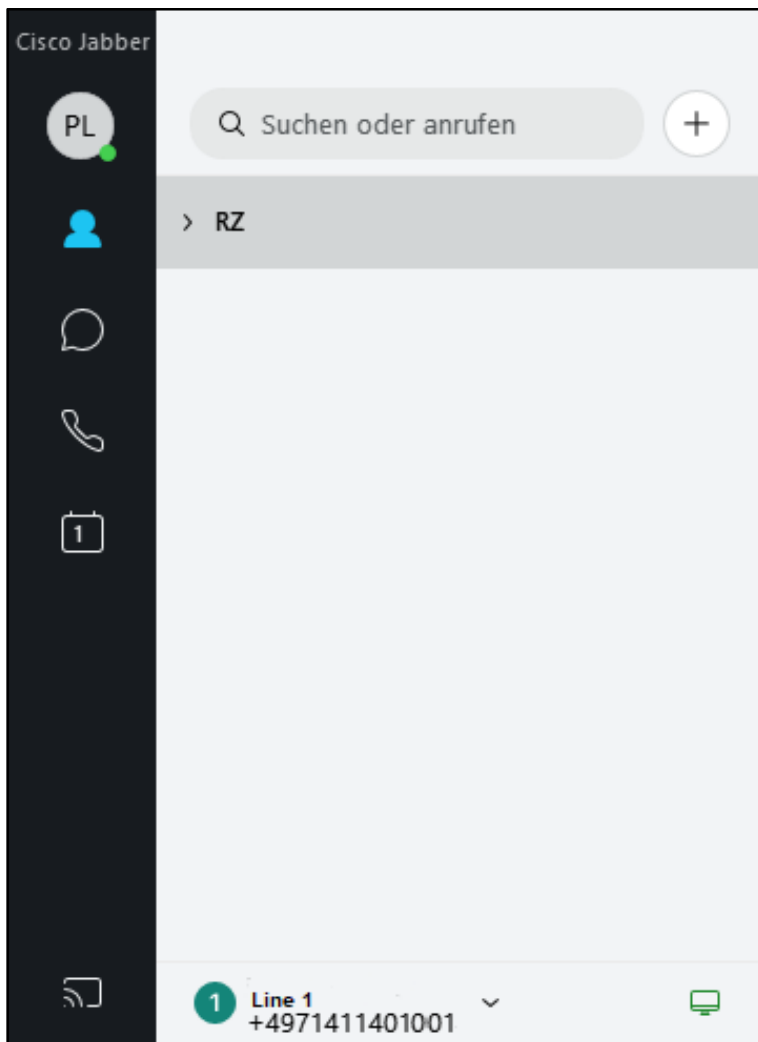 Cisco Jabber
PL
Suchen oder anrufen
RZ
1
1
Line 1
+4971411401001